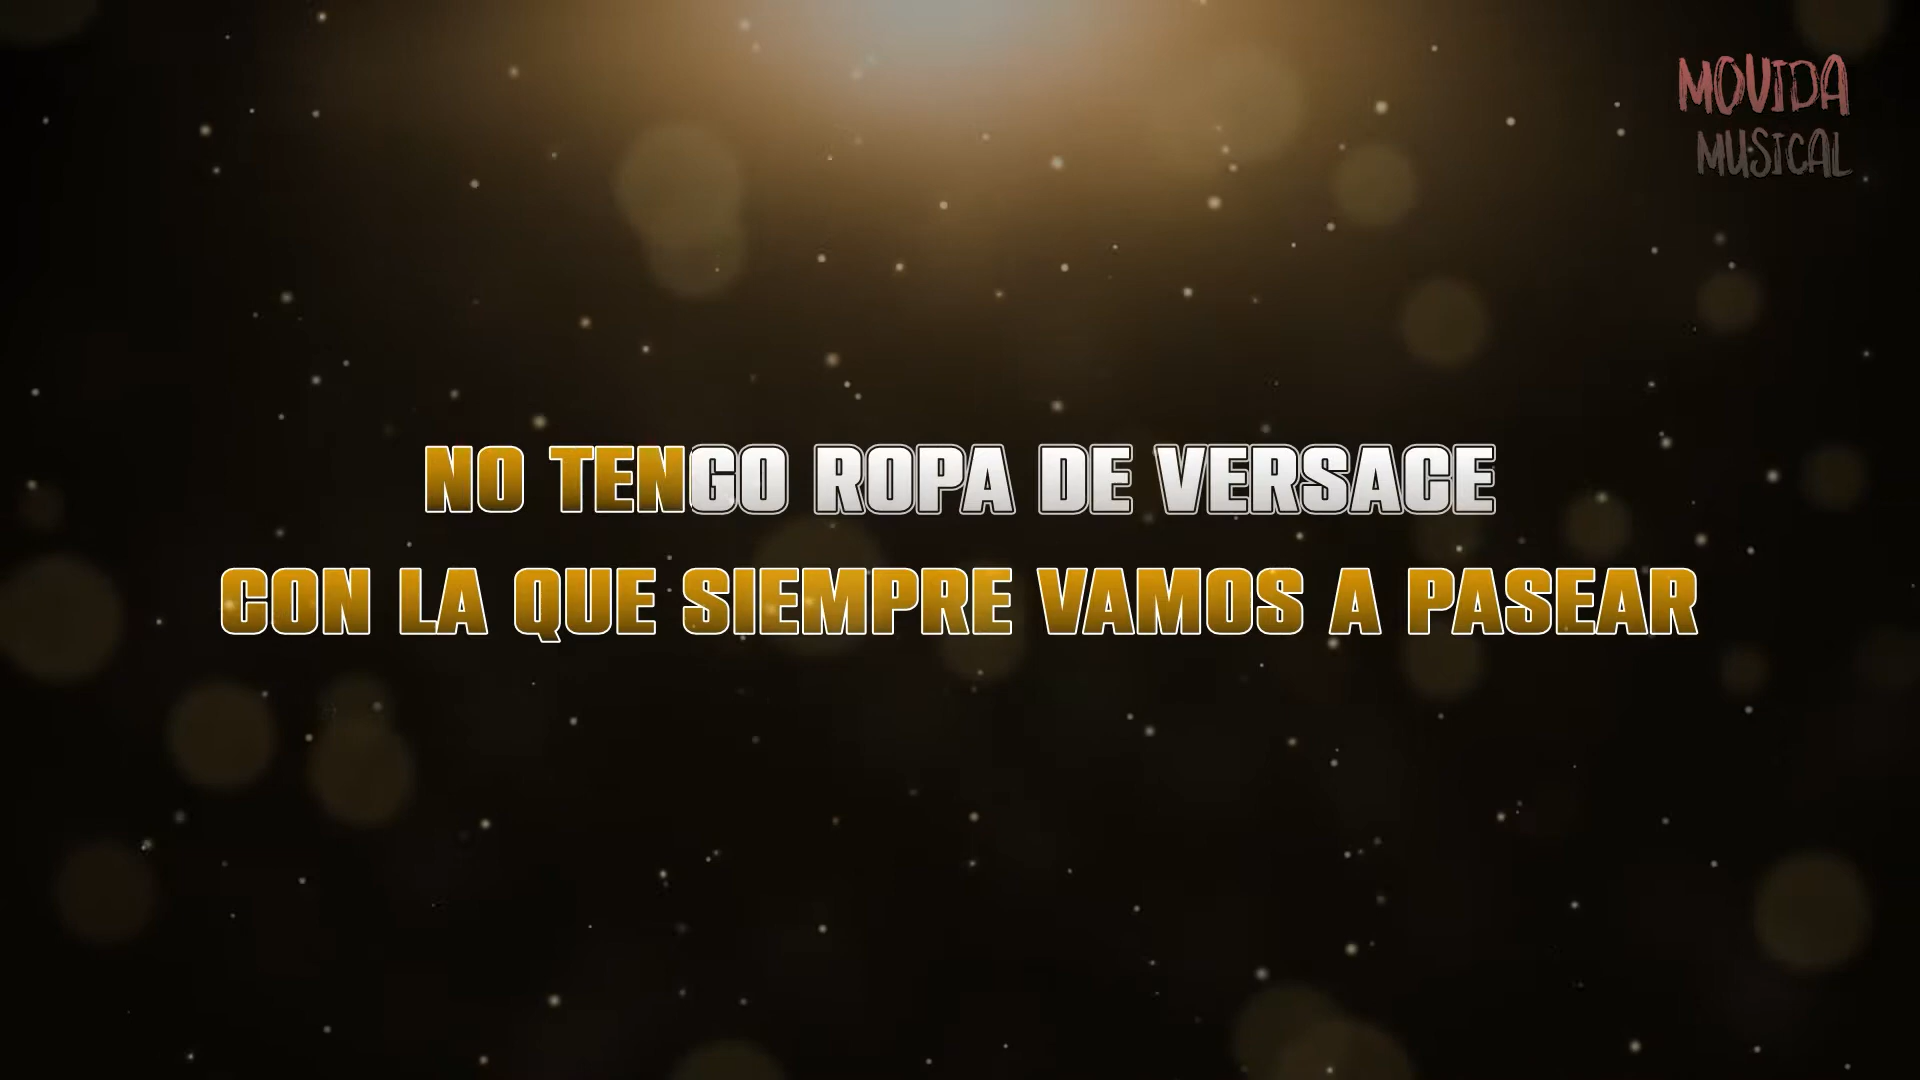 MOVIDA
MUSICAL
NO TENGO ROPA DE VERSACE
CON LA QUE SIEMPRE VAMOS A PASEAR